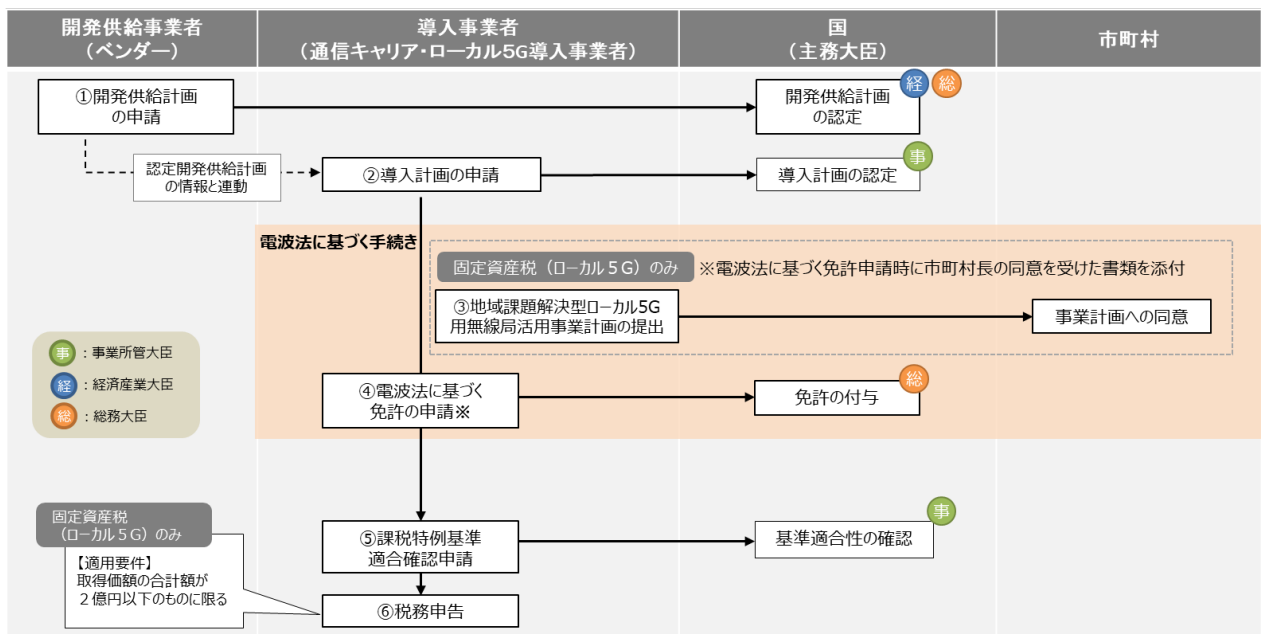 開発供給事業者
（ベンダー）
導入事業者
（通信キャリア・ローカル5G導入事業者）
国
（主務大臣）
市町村
①開発供給計画
の申請
開発供給計画
の認定
経
総
認定開発供給計画
の情報と連動
②導入計画の申請
導入計画の認定
事
電波法に基づく手続き
固定資産税（ローカル５G）のみ
※電波法に基づく免許申請時に市町村長の同意を受けた書類を添付
③地域課題解決型ローカル5G
用無線局活用事業計画の提出
事業計画への同意
事：事業所管大臣
経：経済産業大臣
総：総務大臣
④電波法に基づく
免許の申請※
免許の付与
総
固定資産税
（ローカル５G）のみ
【適用要件】
取得価額の合計額が
２億円以下のものに限る
⑤課税特例基準
適合確認申請
基準適合性の確認
事
⑥税務申告